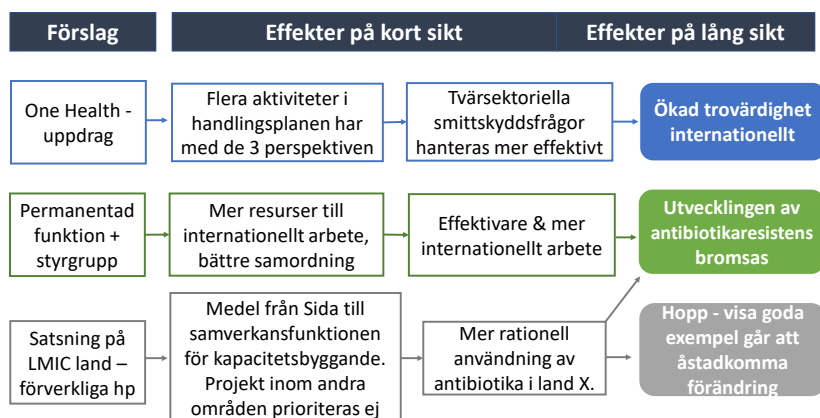 Förslag
Effekter på kort sikt
Effekter på lång sikt
One Health -
uppdrag
Flera aktiviteter i
handlingsplanen har
med de 3 perspektiven
Tvärsektoriella
smittskyddsfrågor
hanteras mer effektivt
Ökad trovärdighet
internationellt
Permanentad
funktion +
styrgrupp
Mer resurser till
internationellt arbete,
bättre samordning
Effektivare & mer
internationellt arbete
Utvecklingen av
antibiotikaresistens
bromsas
Satsning på
LMIC land –
förverkliga hp
Medel från Sida till
samverkansfunktionen
för kapacitetsbyggande.
Projekt inom andra
områden prioriteras ej
Mer rationell
användning av
antibiotika i land X.
Hopp - visa goda
exempel går att
åstadkomma
förändring